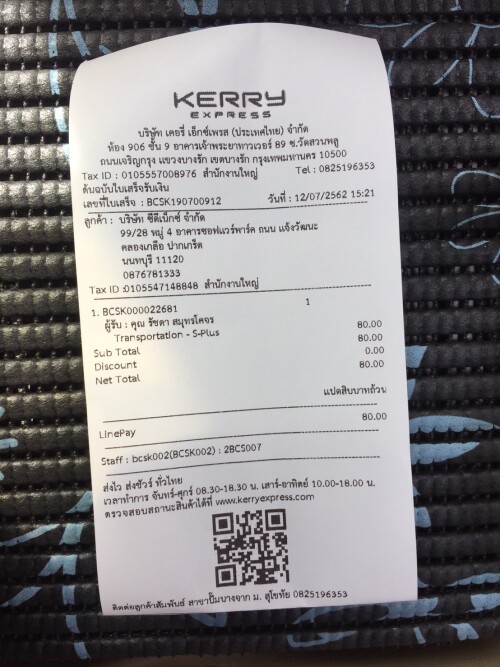 KERRY
EXPRESS
บริษัท เคอรี่ เอ็กซ์เพรส (ประเทศไทย) จำกัด
ห้อง 906 ชั้น 9 อาคารเจ้าพระยาทาวเวอร์ 89 ซ.วัดสวนพลู
ถนนเจริญกรุง แขวงบางรัก เขตบางรัก กรุงเทพมหานคร 10500
Tax ID : 0105557008976 สำนักงานใหญ่ Tel : 0825196353
ต้นฉบับใบเสร็จรับเงิน
เลขที่ใบเสร็จ : BCSK190700912 วันที่ : 12/07/2562 15:21
ลูกค้า : บริษัท ซีดีเน็กซ์ จำกัด
99/28 หมู่ 4 อาคารซอฟแวร์พาร์ค ถนน แจ้งวัฒนะ
คลองเกลือ ปากเกร็ด
นนทบุรี 11120
0876781333
Tax ID :0105547148848 สำนักงานใหญ่
1. BCSK000022681 1
ผู้รับ : คุณ รัชดา สมุทรโคจร
Transportation - S-Plus 80.00
Sub Total 80.00
Discount 0.00
Net Total 80.00
แปดสิบบาทถ้วน
LinePay 80.00
Staff : bcsk002(BCSK002) : 2BCS007
ส่งไว ส่งชัวร์ ทั่วไทย
เวลาทำการ จันทร์-ศุกร์ 08.30-18.30 น. เสาร์-อาทิตย์ 10.00-18.00 น.
ตรวจสอบสถานะสินค้าได้ที่ www.kerryexpress.com
ติดต่อลูกค้าสัมพันธ์ สาขาปั๊มบางจาก ม. สุโขทัย 0825196353